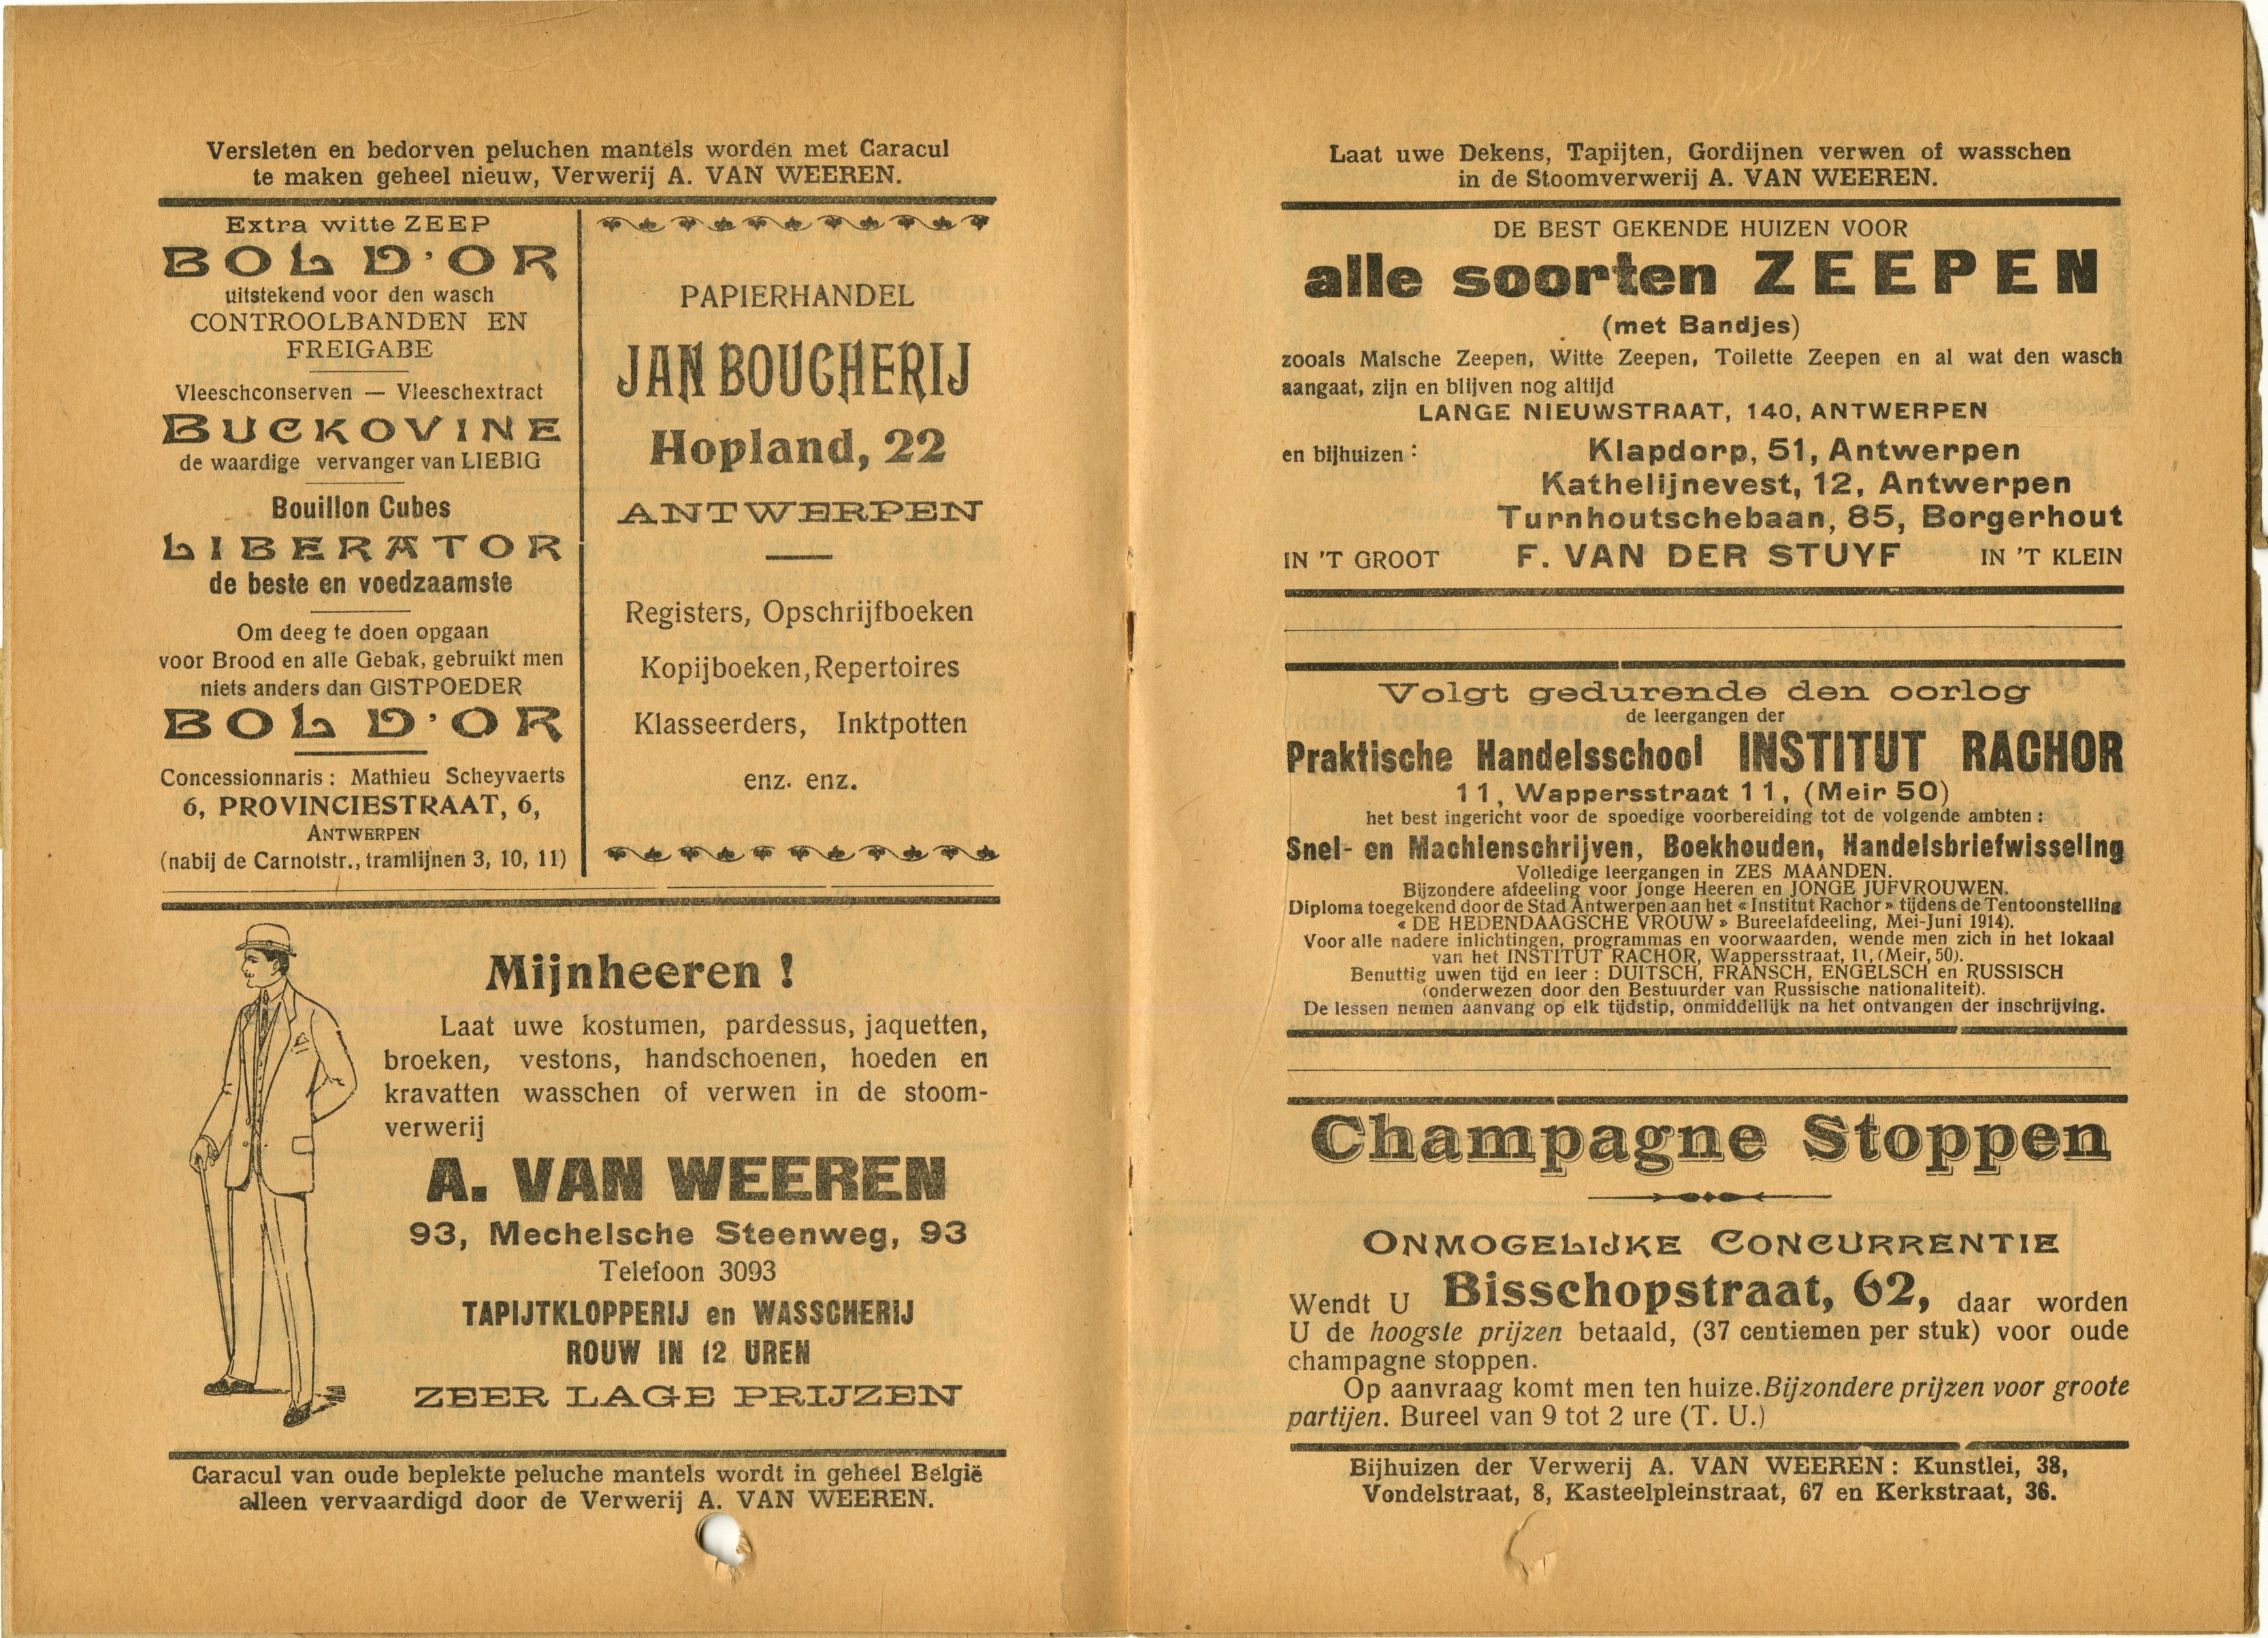 Versleten en bedorven peluchen mantels worden met Caracul
te maken geheel nieuw, Verwerij A. VAN WEEREN.
Extra witte ZEEP
BOL D'OR
uitstekend voor den wasch
CONTROOLBANDEN EN
FREIGABE
Vleeschconserven — Vleeschextract
BUCKOVINE
de waardige vervanger van LIEBIG
Bouillon Cubes
LIBERATOR
de beste en voedzaamste
Om deeg te doen opgaan
voor Brood en alle Gebak, gebruikt men
niets anders dan GISTPOEDER
BOL D'OR
Concessionnaris : Mathieu Scheyvaerts
6, PROVINCIESTRAAT, 6,
ANTWERPEN
(nabij de Carnotstr., tramlijnen 3, 10, 11)
PAPIERHANDEL
JAN BOUCHERIJ
Hopland, 22
ANTWERPEN
Registers, Opschrijfboeken
Kopijboeken, Repertoires
Klasseerders, Inktpotten
enz. enz.
Mijnheeren !
Laat uwe kostumen, pardessus, jaquetten,
broeken, vestons, handschoenen, hoeden en
kravatten wasschen of verwen in de stoom-
verwerij
A. VAN WEEREN
93, Mechelsche Steenweg, 93
Telefoon 3093
TAPIJTKLOPPERIJ en WASSCHERIJ
ROUW IN 12 UREN
ZEER LAGE PRIJZEN
Caracul van oude beplekte peluche mantels wordt in geheel België
alleen vervaardigd door de Verwerij A. VAN WEEREN.
Laat uwe Dekens, Tapijten, Gordijnen verwen of wasschen
in de Stoomverwerij A. VAN WEEREN.
DE BEST GEKENDE HUIZEN VOOR
alle soorten ZEEPEN
(met Bandjes)
zooals Malsche Zeepen, Witte Zeepen, Toilette Zeepen en al wat den wasch
aangaat, zijn en blijven nog altijd
LANGE NIEUWSTRAAT, 140, ANTWERPEN
en bijhuizen : Klapdorp, 51, Antwerpen
Kathelijnevest, 12, Antwerpen
Turnhoutschebaan, 85, Borgerhout
IN 'T GROOT F. VAN DER STUYF IN 'T KLEIN
Volgt gedurende den oorlog
de leergangen der
Praktische Handelsschool INSTITUT RACHOR
11, Wappersstraat 11, (Meir 50)
het best ingericht voor de spoedige voorbereiding tot de volgende ambten :
Snel- en Machienschrijven, Boekhouden, Handelsbriefwisseling
Volledige leergangen in ZES MAANDEN.
Bijzondere afdeeling voor Jonge Heeren en JONGE JUFVROUWEN.
Diploma toegekend door de Stad Antwerpen aan het « Institut Rachor » tijdens de Tentoonstelling
« DE HEDENDAAGSCHE VROUW » Bureelafdeeling, Mei-Juni 1914).
Voor alle nadere inlichtingen, programmas en voorwaarden, wende men zich in het lokaal
van het INSTITUT RACHOR, Wappersstraat, 11, (Meir, 50).
Benuttig uwen tijd en leer : DUITSCH, FRANSCH, ENGELSCH en RUSSISCH
(onderwezen door den Bestuurder van Russische nationaliteit).
De lessen nemen aanvang op elk tijdstip, onmiddellijk na het ontvangen der inschrijving.
Champagne Stoppen
ONMOGELIJKE CONCURRENTIE
Wendt U Bisschopstraat, 62, daar worden
U de hoogste prijzen betaald, (37 centiemen per stuk) voor oude
champagne stoppen.
Op aanvraag komt men ten huize. Bijzondere prijzen voor groote
partijen. Bureel van 9 tot 2 ure (T. U.)
Bijhuizen der Verwerij A. VAN WEEREN : Kunstlei, 38,
Vondelstraat, 8, Kasteelpleinstraat, 67 en Kerkstraat, 36.